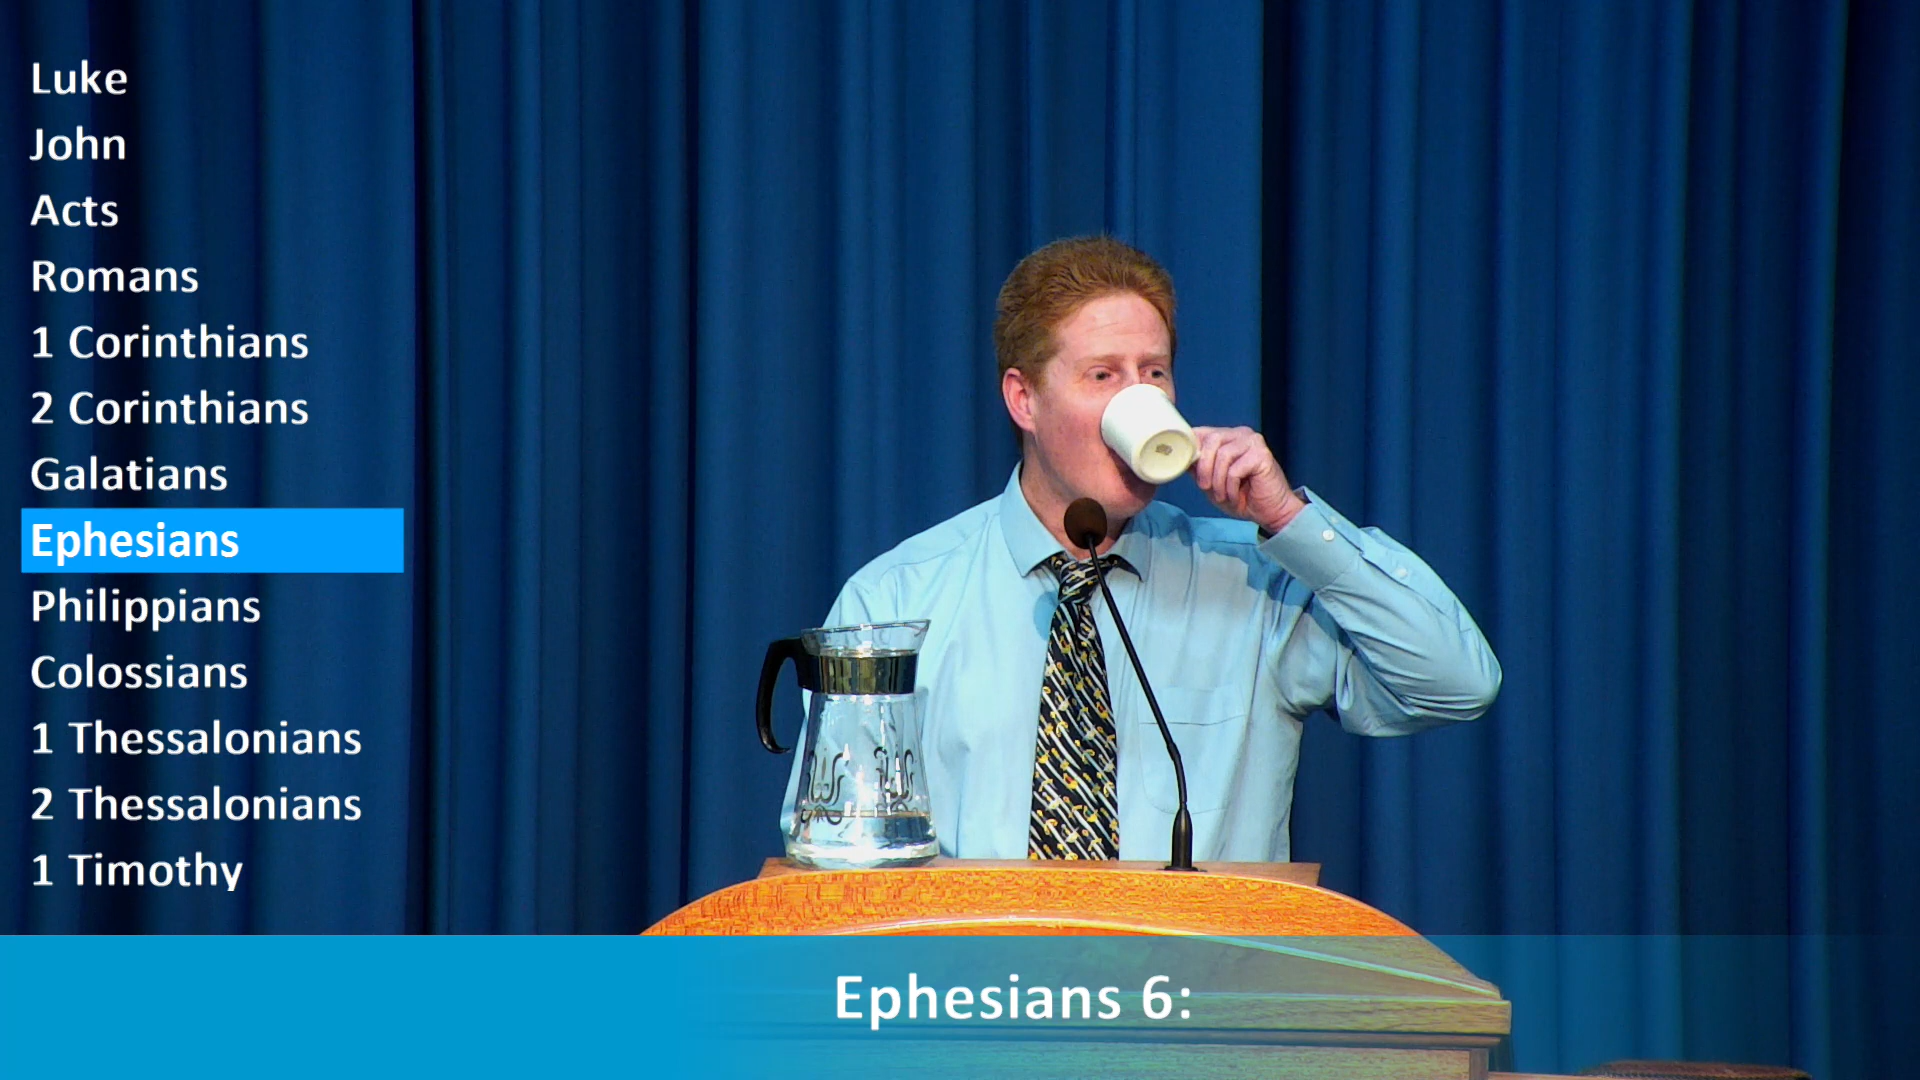 Luke
John
Acts
Romans
1 Corinthians
2 Corinthians
Galatians
Ephesians
Philippians
Colossians
1 Thessalonians
2 Thessalonians
1 Timothy
Ephesians 6: